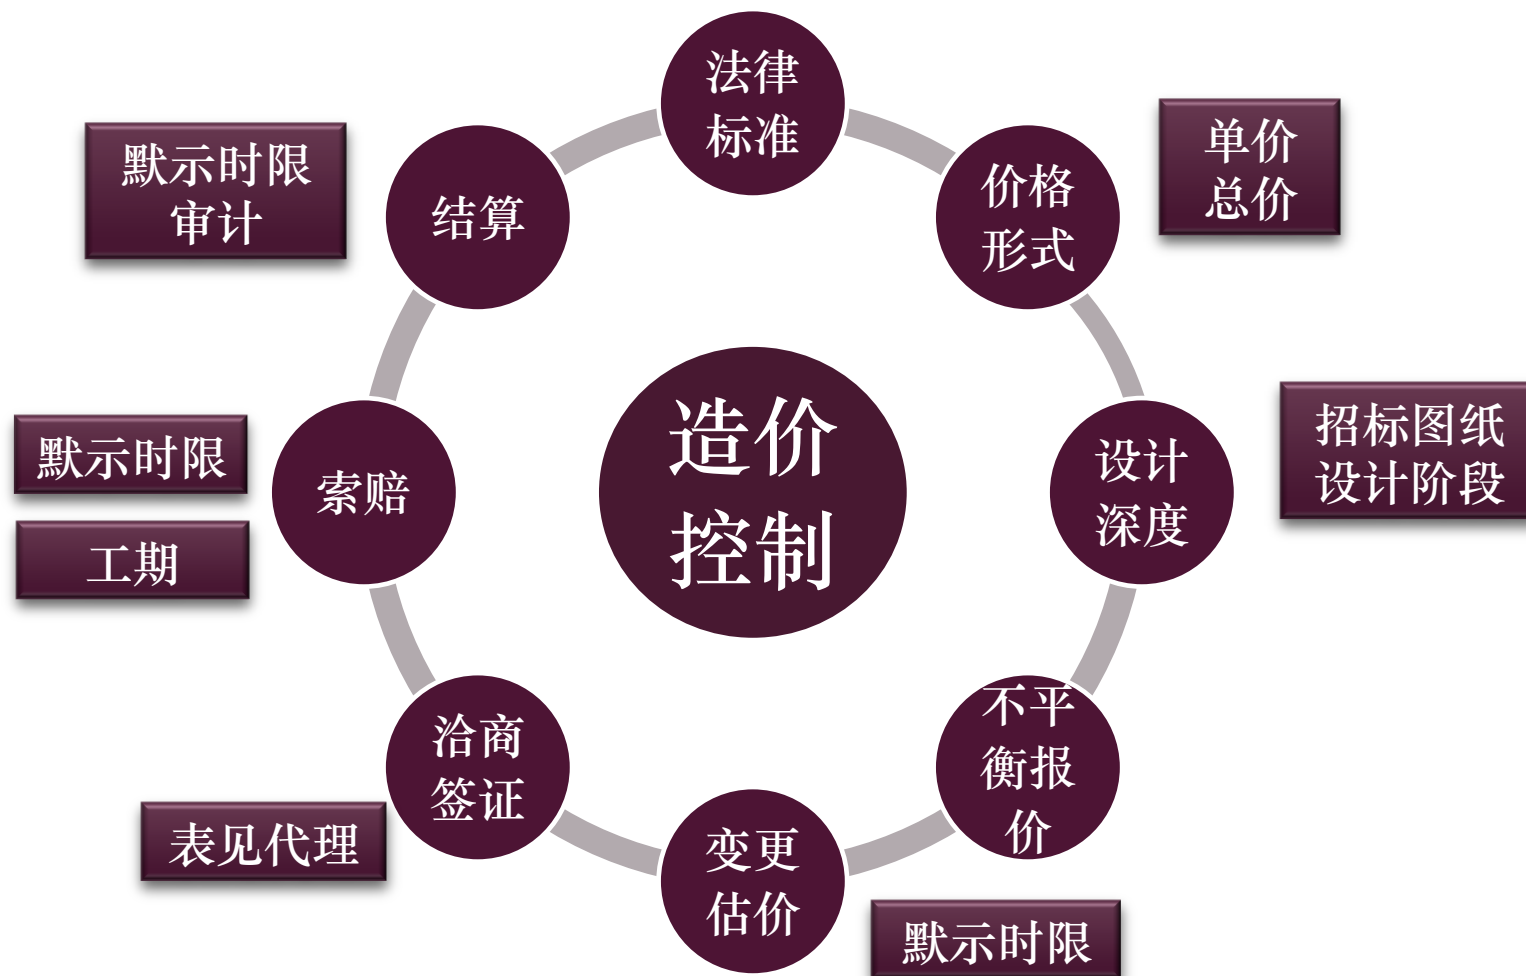 法律
标准
价格
形式
单价
总价
设计
深度
招标图纸
设计阶段
不平
衡报
价
变更
估价
默示时限
洽商
签证
表见代理
索赔
默示时限
工期
结算
默示时限
审计
造价
控制